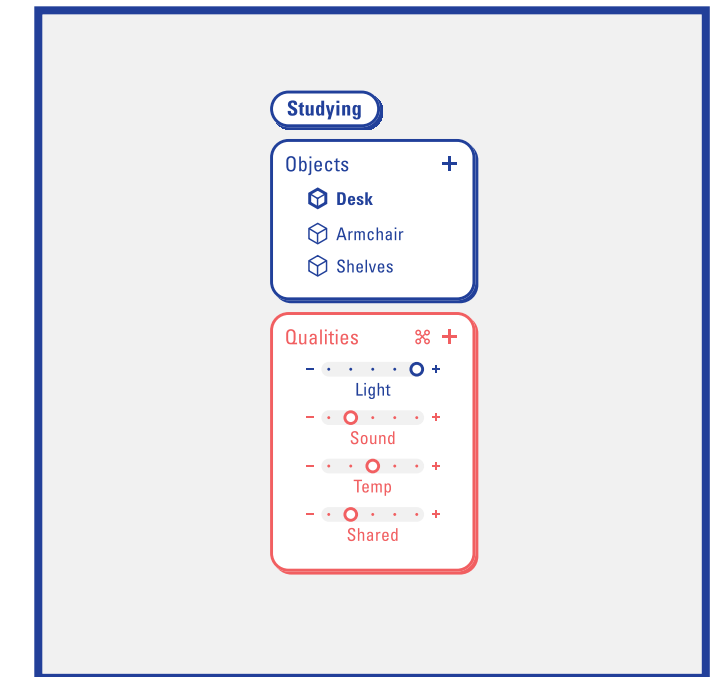 Studying
Objects +
Desk
Armchair
Shelves
Qualities +
- +
Light
- +
Sound
- +
Temp
- +
Shared